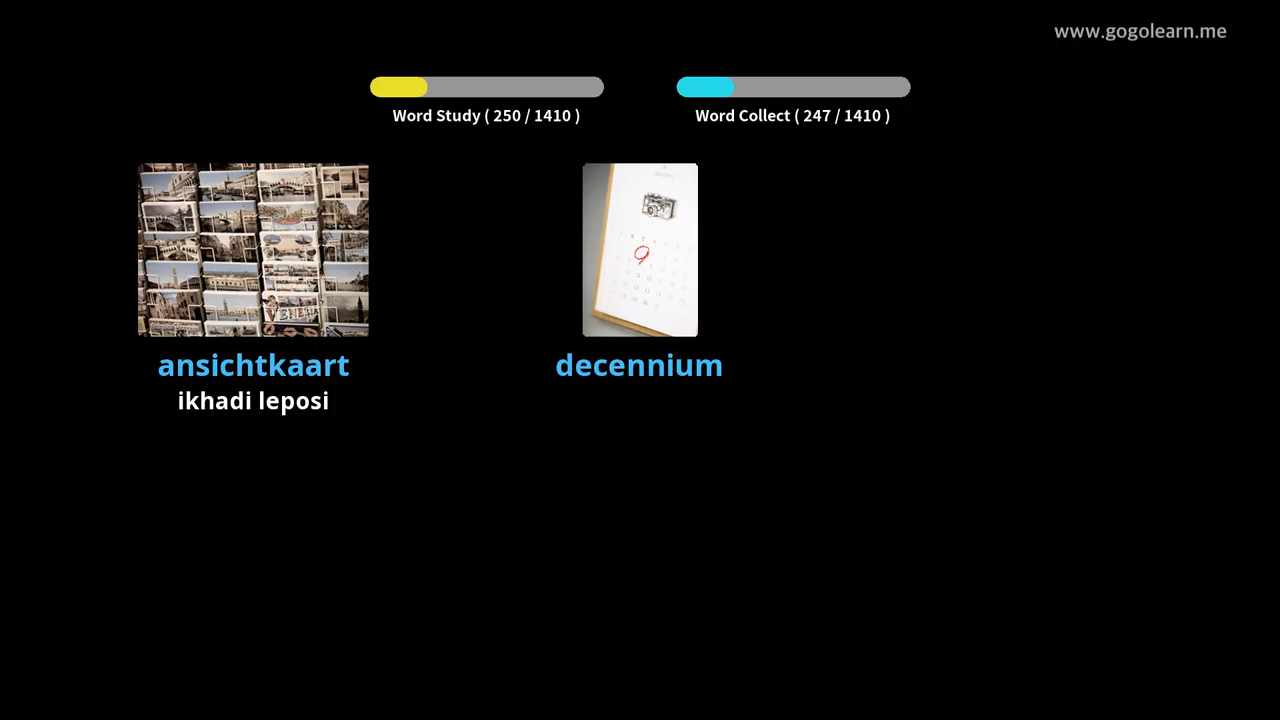 www.gogolearn.me
Word Study ( 250 / 1410 )
Word Collect ( 247 / 1410 )
ansichtkaart
decennium
ikhadi leposi